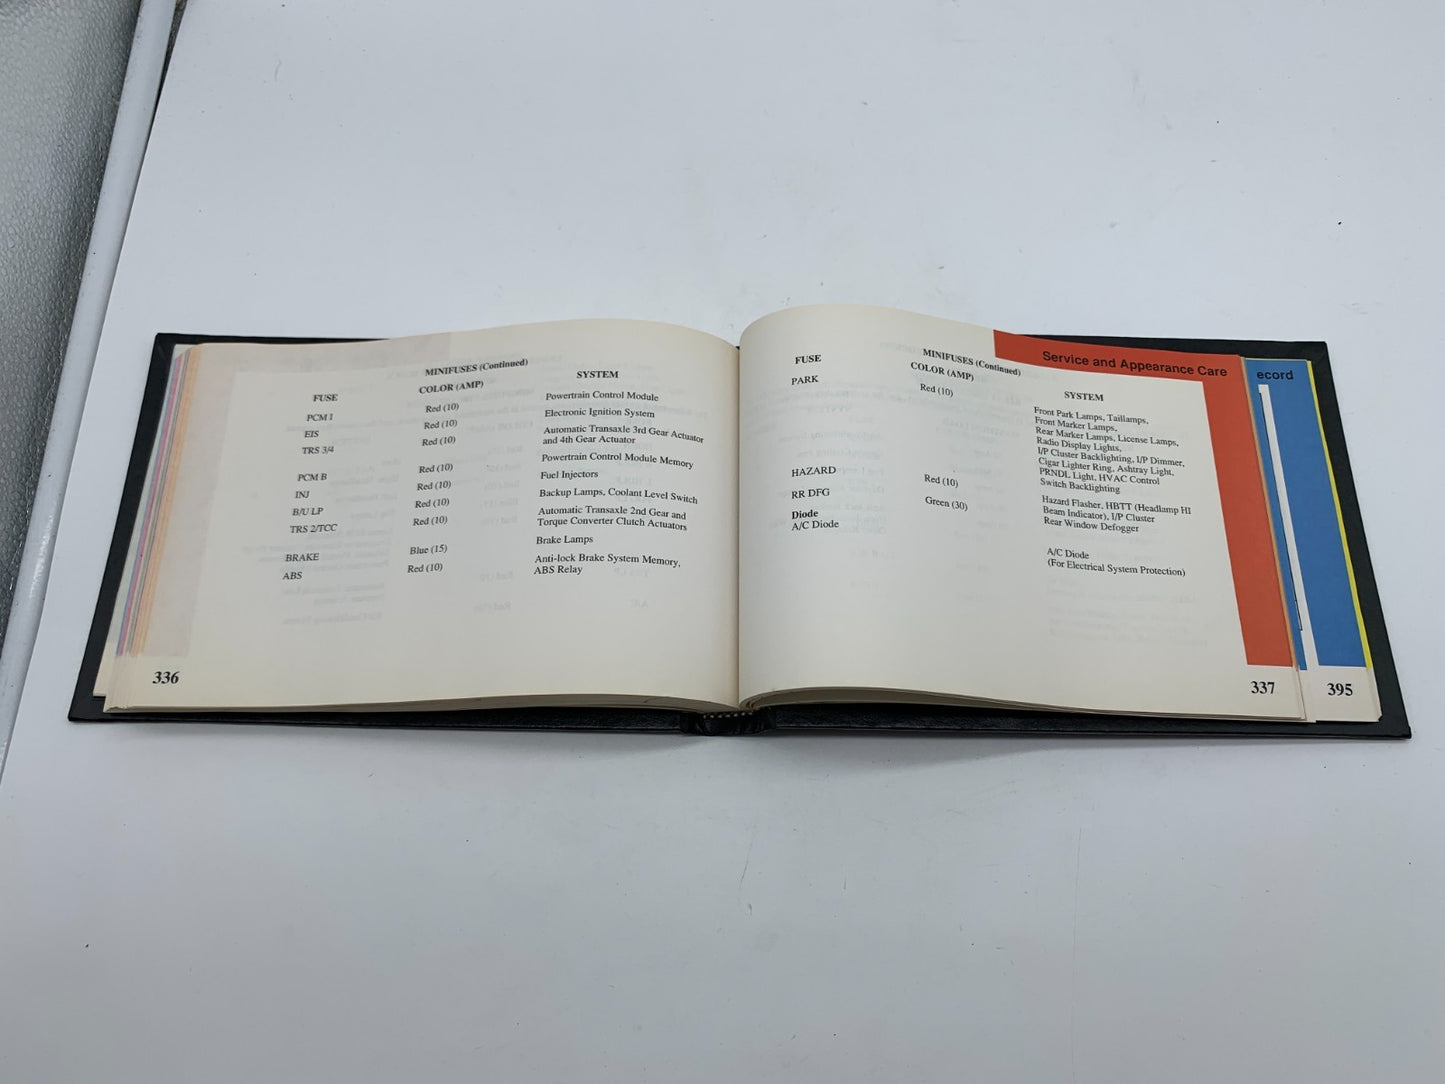 MINIFUSES (Continued)
FUSE COLOR (AMP) SYSTEM
PCM I Red (10) Powertrain Control Module
EIS Red (10) Electronic Ignition System
TRS 3/4 Red (10) Automatic Transaxle 3rd Gear Actuator
and 4th Gear Actuator
PCM B Red (10) Powertrain Control Module Memory
INJ Red (10) Fuel Injectors
B/U LP Red (10) Backup Lamps, Coolant Level Switch
TRS 2/TCC Red (10) Automatic Transaxle 2nd Gear and
Torque Converter Clutch Actuators
BRAKE Blue (15) Brake Lamps
ABS Red (10) Anti-lock Brake System Memory,
ABS Relay
336
Service and Appearance Care
MINIFUSES (Continued)
FUSE COLOR (AMP) SYSTEM
PARK Red (10) Front Park Lamps, Taillamps,
Front Marker Lamps,
Rear Marker Lamps, License Lamps,
Radio Display Lights,
I/P Cluster Backlighting, I/P Dimmer,
Cigar Lighter Ring, Ashtray Light,
PRNDL Light, HVAC Control
Switch Backlighting
HAZARD Red (10) Hazard Flasher, HBTT (Headlamp HI
Beam Indicator), I/P Cluster
RR DFG Green (30) Rear Window Defogger
Diode
A/C Diode A/C Diode
(For Electrical System Protection)
337
ecord
395